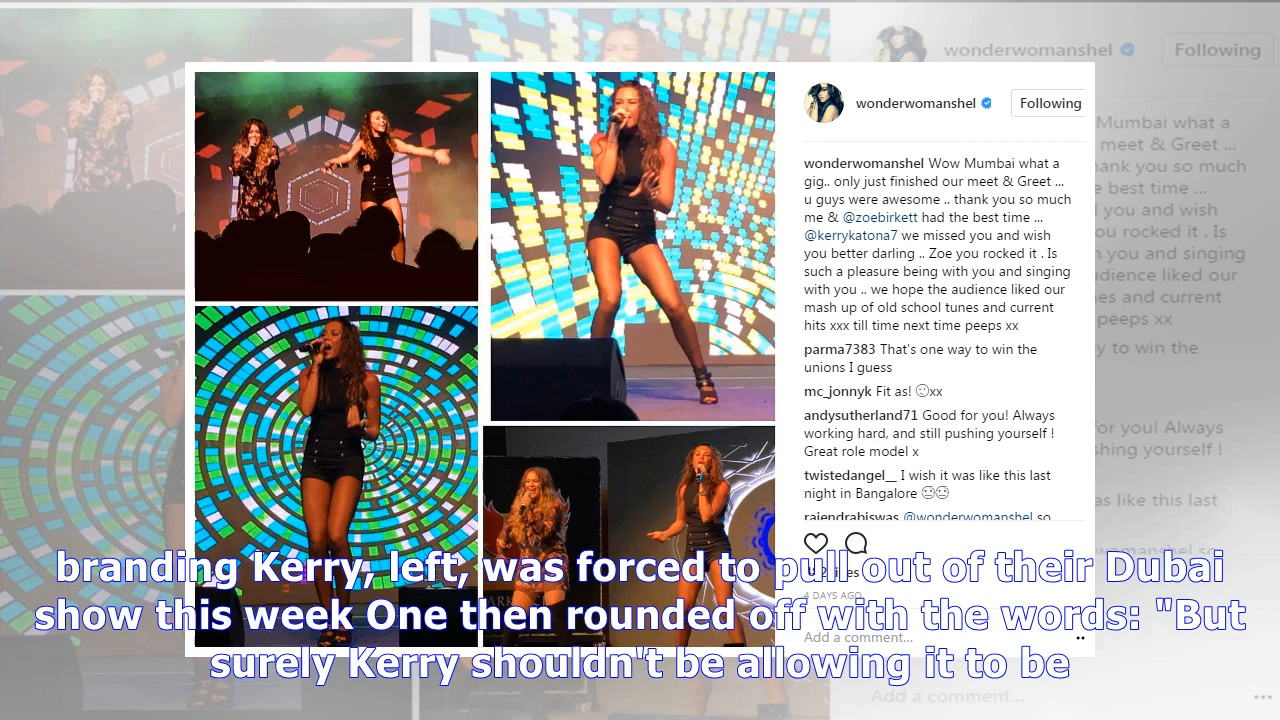 wonderwomanshel
Following
wonderwomanshel
Following
wonderwomanshel Wow Mumbai what a
gig.. only just finished our meet & Greet ...
u guys were awesome .. thank you so much
me & @zoebirkett had the best time ...
@kerrykatona7 we missed you and wish
you better darling .. Zoe you rocked it . Is
such a pleasure being with you and singing
with you .. we hope the audience liked our
mash up of old school tunes and current
hits xxx till time next time peeps xx
parma7383 That's one way to win the
unions I guess
mc_jonnyk Fit as! 😏xx
andysutherland71 Good for you! Always
working hard, and still pushing yourself !
Great role model x
twistedangel__ I wish it was like this last
night in Bangalore
rajendrabiswas @wonderwomanshel so
4 DAYS AGO
Add a comment...
branding Kerry, left, was forced to pull out of their Dubai
show this week One then rounded off with the words: "But
surely Kerry shouldn't be allowing it to be
Add a comment...